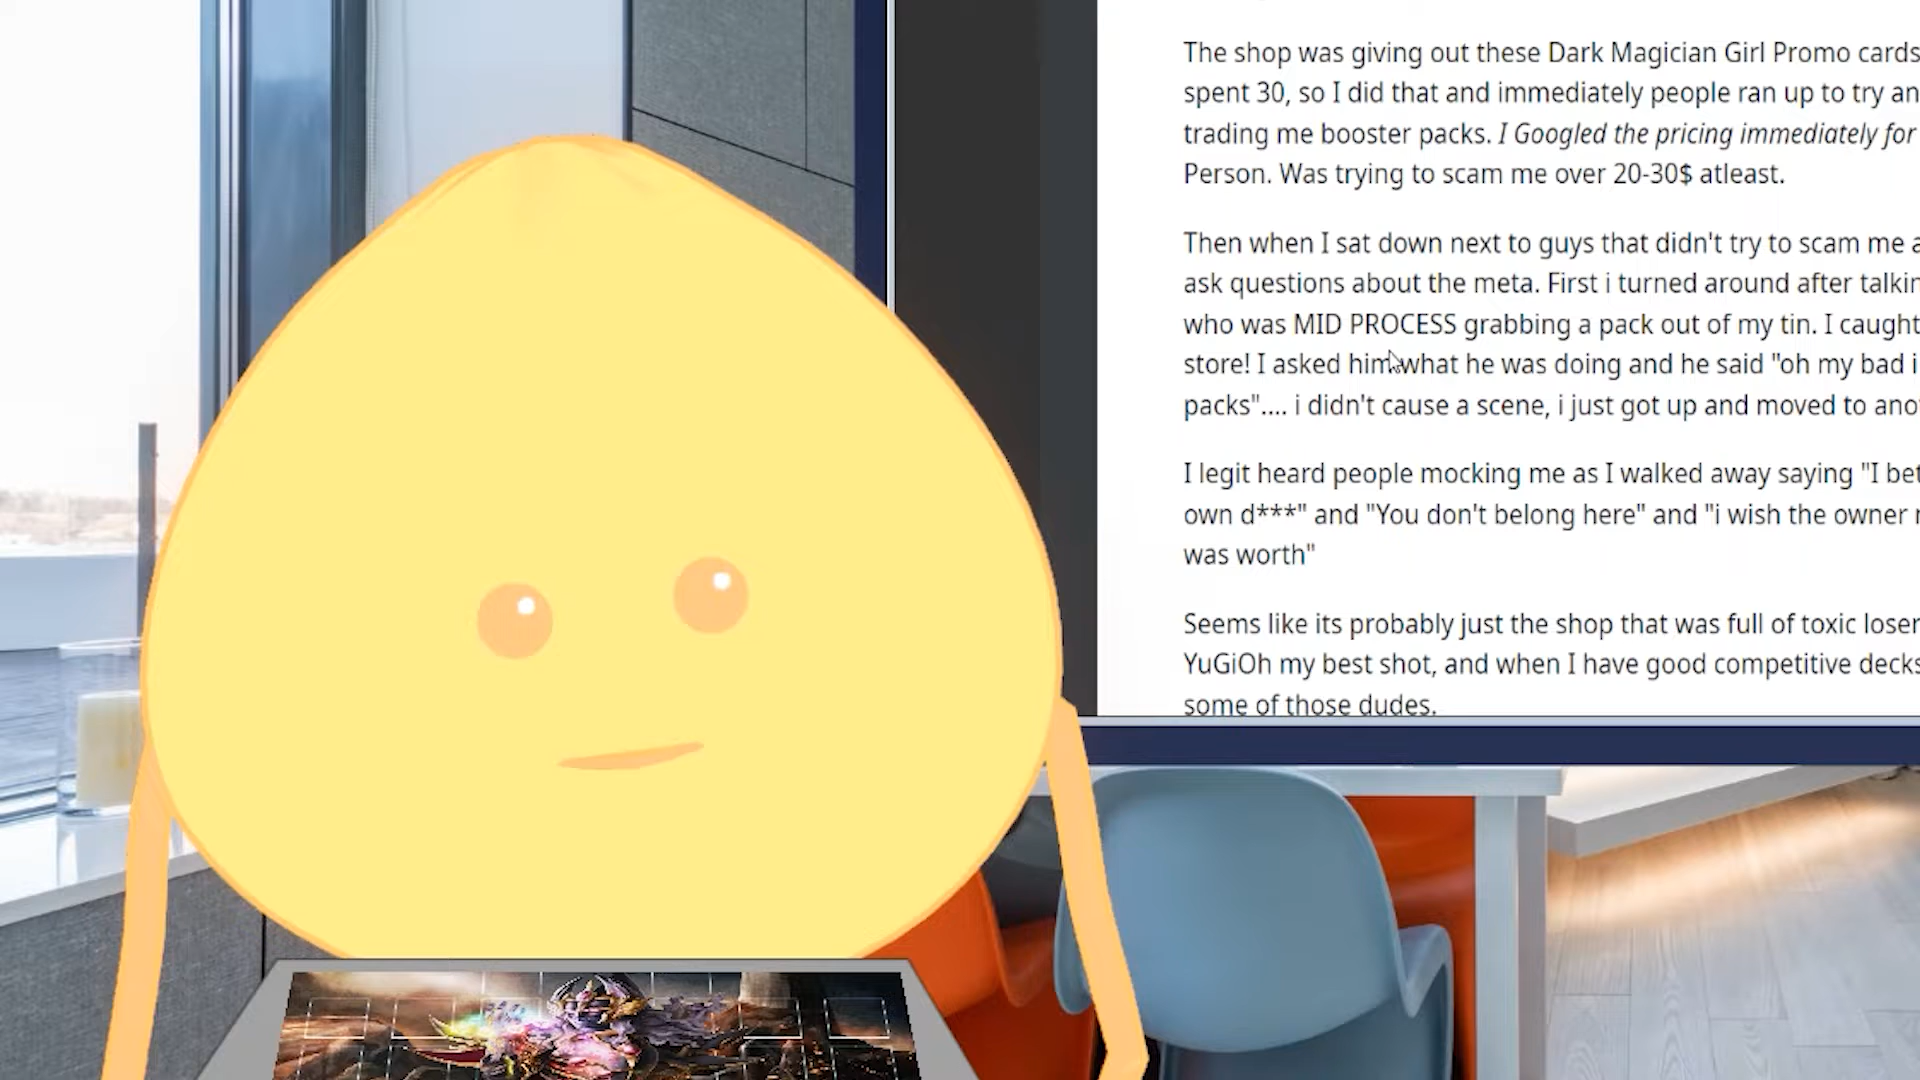 The shop was giving out these Dark Magician Girl Promo cards
spent 30, so I did that and immediately people ran up to try an
trading me booster packs. I Googled the pricing immediately for
Person. Was trying to scam me over 20-30$ atleast.
Then when I sat down next to guys that didn't try to scam me a
ask questions about the meta. First i turned around after talkin
who was MID PROCESS grabbing a pack out of my tin. I caught
store! I asked him what he was doing and he said "oh my bad i
packs".... i didn't cause a scene, i just got up and moved to ano
I legit heard people mocking me as I walked away saying "I bet
own d***" and "You don't belong here" and "i wish the owner
was worth"
Seems like its probably just the shop that was full of toxic loser
YuGiOh my best shot, and when I have good competitive decks
some of those dudes.